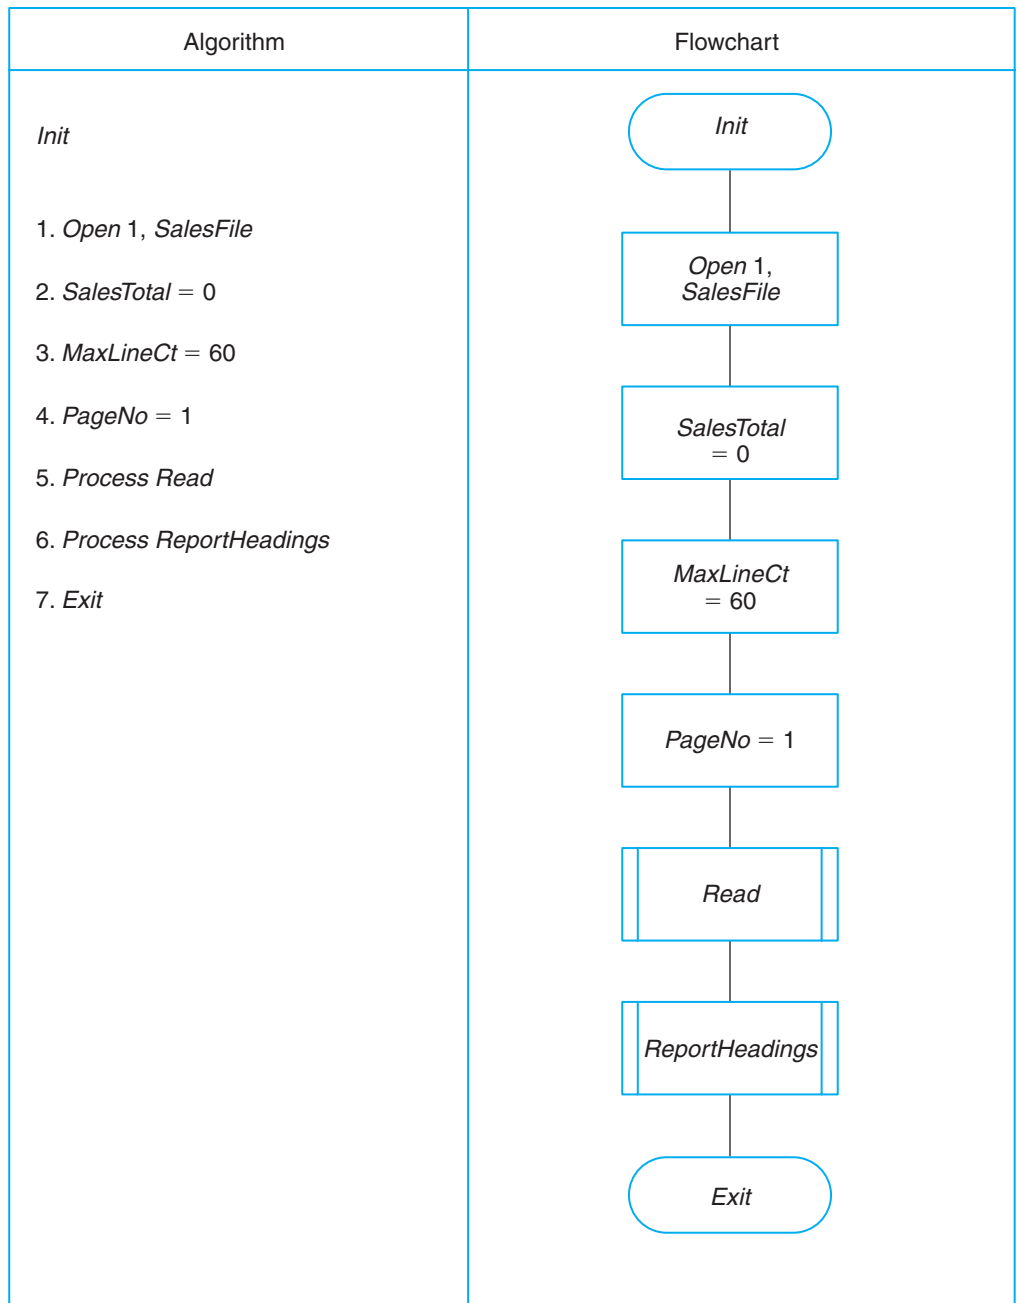 Algorithm
Flowchart
Init
1. Open 1, SalesFile
2. SalesTotal = 0
3. MaxLineCt = 60
4. PageNo = 1
5. Process Read
6. Process ReportHeadings
7. Exit
Init
Open 1,
SalesFile
SalesTotal
= 0
MaxLineCt
= 60
PageNo = 1
Read
ReportHeadings
Exit